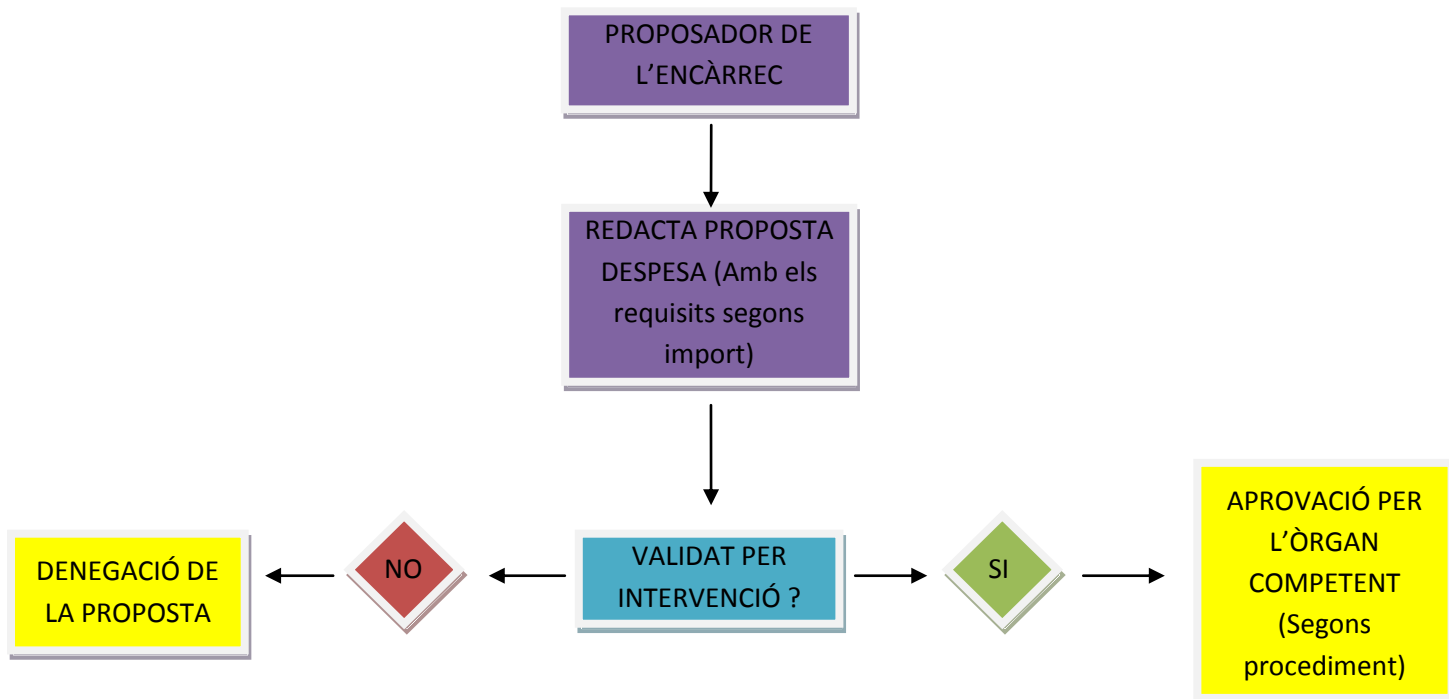 PROPOSADOR DE
L’ENCÀRREC
REDACTA PROPOSTA
DESPESA (Amb els
requisits segons
import)
DENEGACIÓ DE
LA PROPOSTA
NO
VALIDAT PER
INTERVENCIÓ ?
SI
APROVACIÓ PER
L’ÒRGAN
COMPETENT
(Segons
procediment)